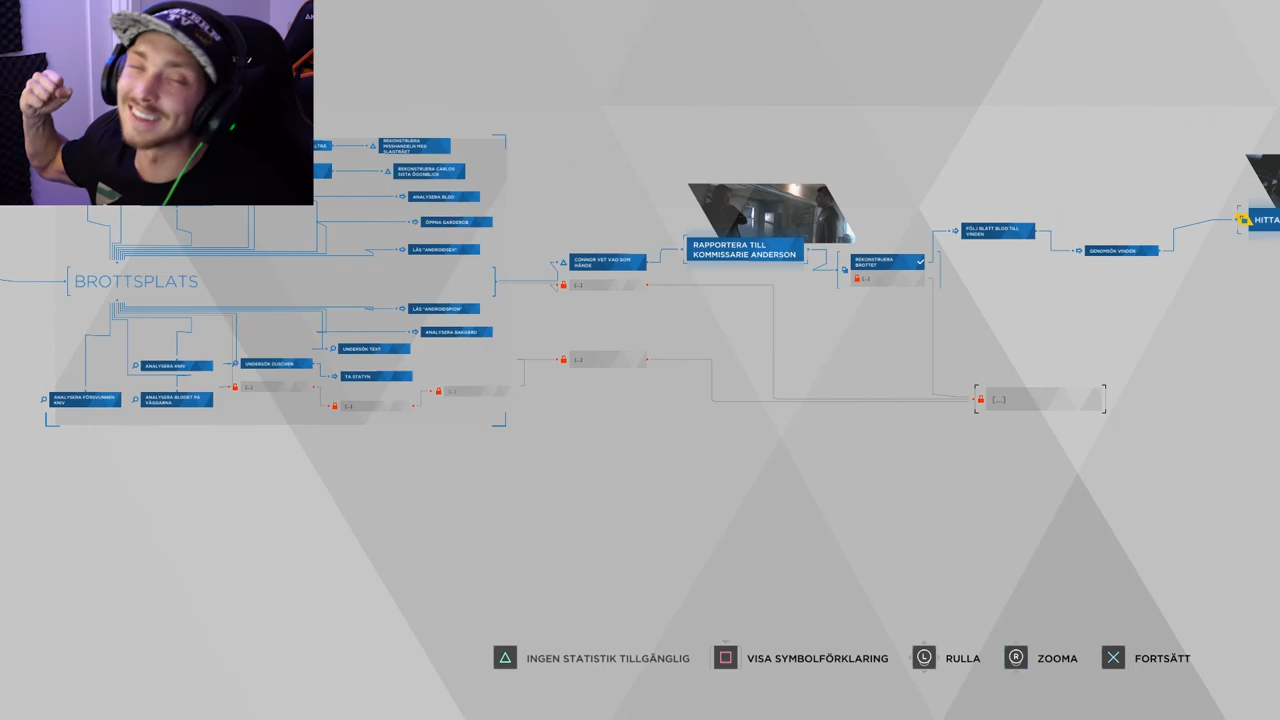 TV
LTRÄ
REKONSTRUERA
MISSHANDELN MED
SLAGTRÄET
REKONSTRUERA CARLOS
SISTA ÖGONBLICK
ANALYSERA BLOD
ÖPPNA GARDEROB
LÄS "ANDROIDSEX"
BROTTSPLATS
LÄS "ANDROIDSPION"
ANALYSERA BAKGÅRD
UNDERSÖK TEXT
ANALYSERA KNIV
UNDERSÖK DUSCHEN
TA STATYN
[...]
[...]
[...]
ANALYSERA FÖRSVUNNEN
KNIV
ANALYSERA BLODET PÅ
VÄGGARNA
CONNOR VET VAD SOM
HÄNDE
[...]
[...]
RAPPORTERA TILL
KOMMISSARIE ANDERSON
REKONSTRUERA
BROTTET
[...]
FÖLJ BLÅTT BLOD TILL
VINDEN
GENOMSÖK VINDEN
HITTA
[...]
INGEN STATISTIK TILLGÄNGLIG
VISA SYMBOLFÖRKLARING
L
RULLA
R
ZOOMA
FORTSÄTT